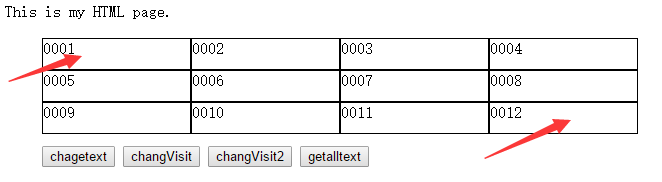 This is my HTML page.
0001 0002 0003 0004
0005 0006 0007 0008
0009 0010 0011 0012
chagetext changVisit changVisit2 getalltext